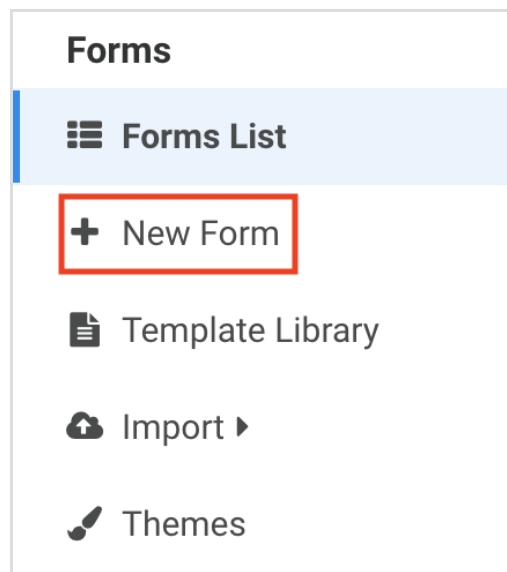 Forms
Forms List
New Form
Template Library
Import
Themes